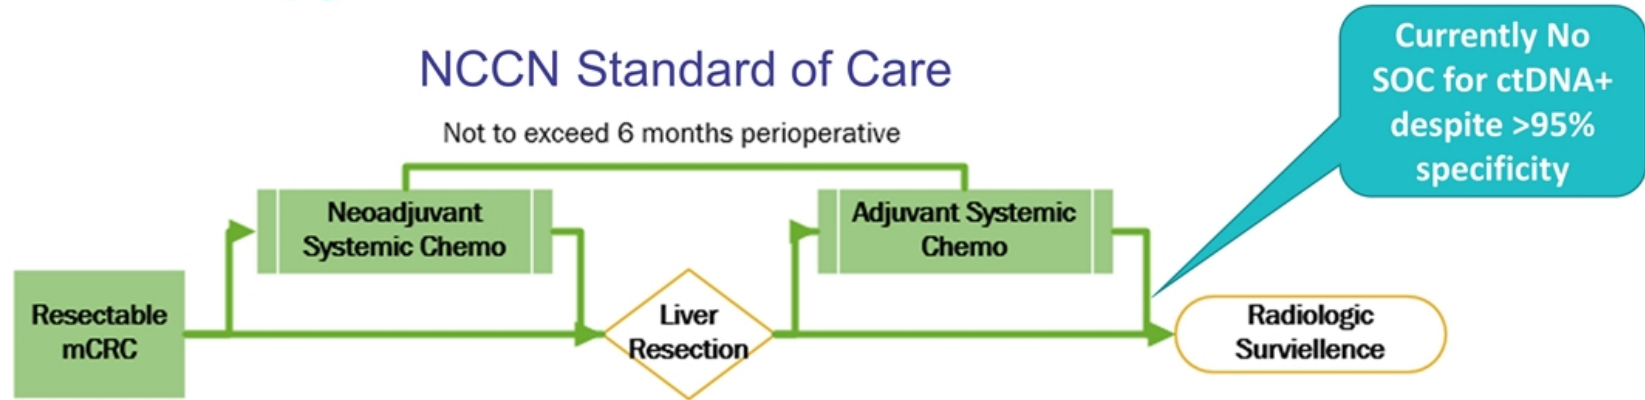 NCCN Standard of Care
Not to exceed 6 months perioperative
Currently No
SOC for ctDNA+
despite >95%
specificity
Neoadjuvant
Systemic Chemo
Adjuvant Systemic
Chemo
Resectable
mCRC
Liver
Resection
Radiologic
Surviellence